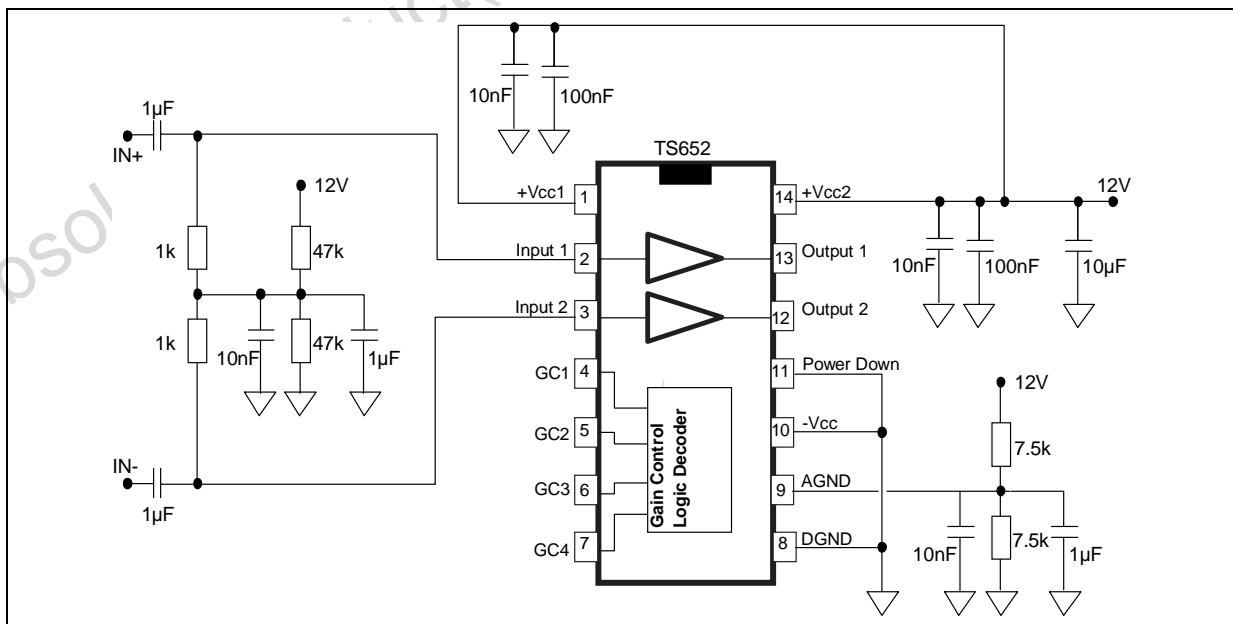 10nF 100nF
1µF
TS652
IN+
12V
+Vcc1 1 14 +Vcc2 12V
1k 47k
Input 1 2 13 Output 1
10nF 100nF 10µF
Input 2 3 12 Output 2
1k 10nF 47k 1µF
GC1 4 11 Power Down
12V
GC2 5 10 -Vcc
7.5k
IN-
GC3 6 9 AGND
1µF
Gain Control
Logic Decoder
GC4 7 8 DGND
10nF 7.5k 1µF